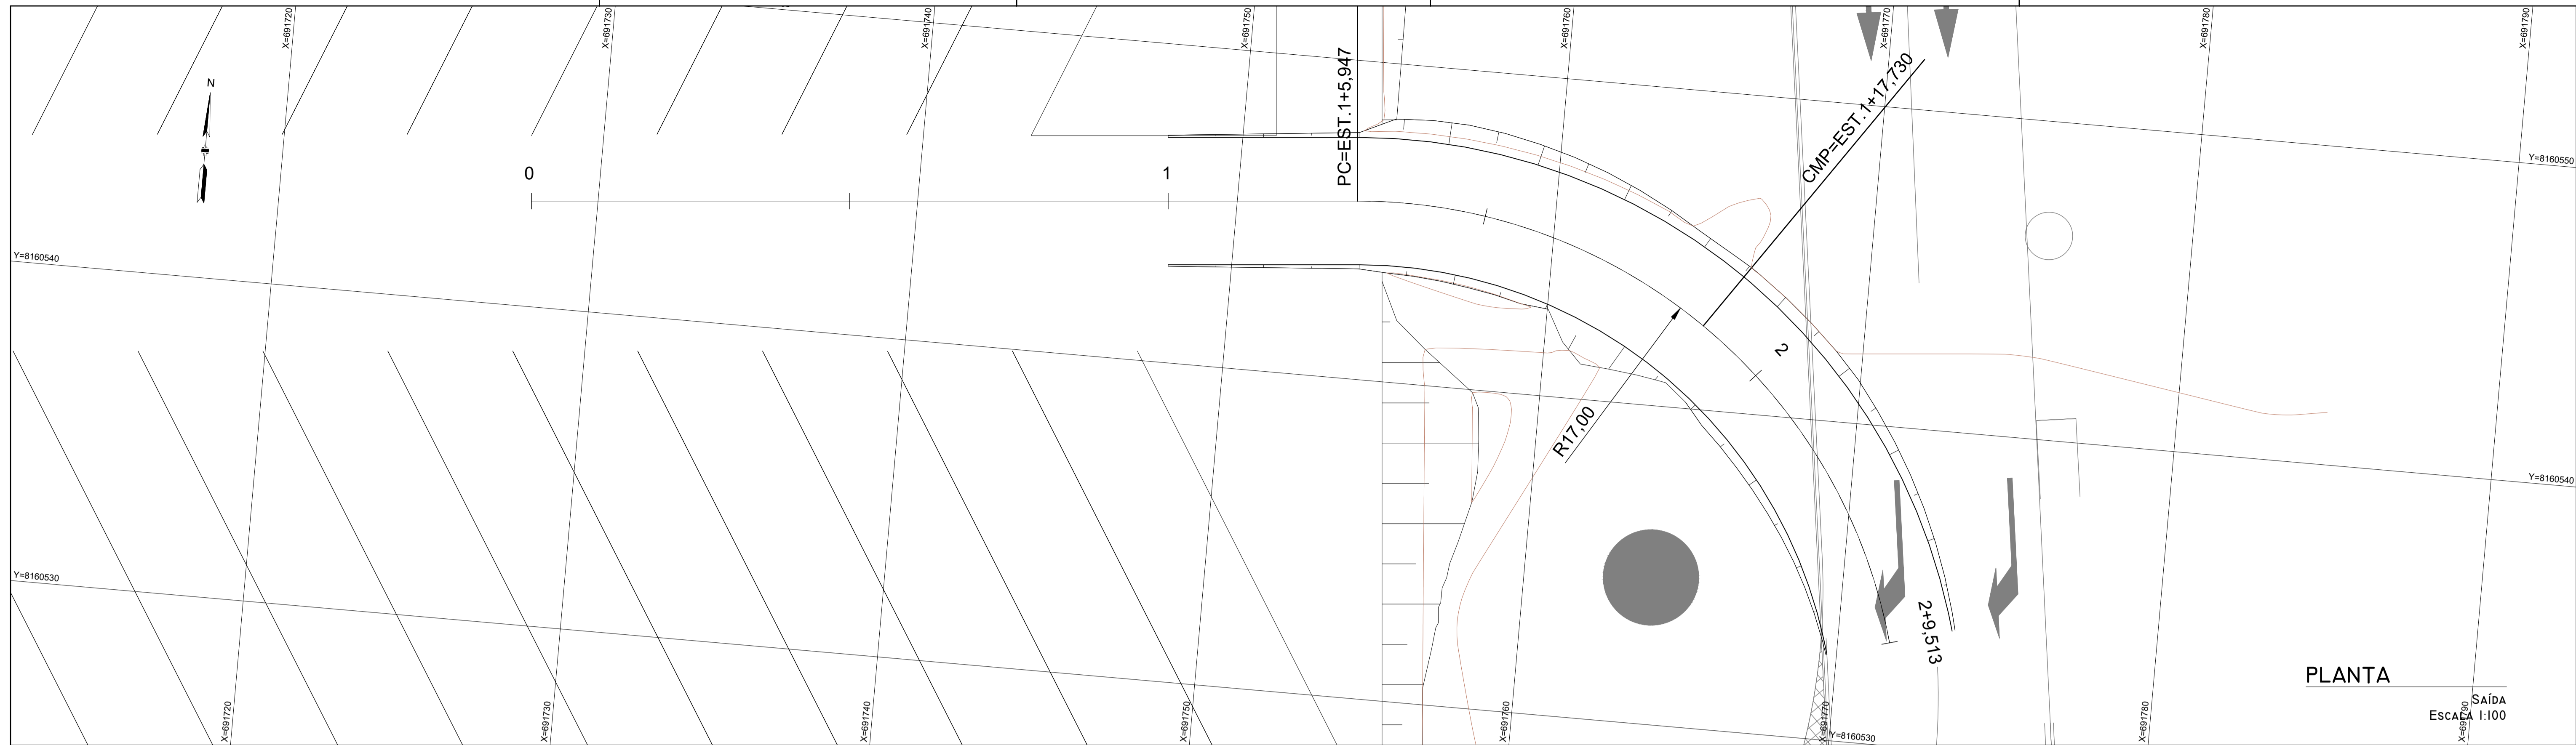 X=691720
X=691730
X=691740
X=691750
X=691760
X=691770
X=691780
X=691790
N
PC=EST.1+5,947
CMP=EST.1+17,730
Y=8160550
0
1
Y=8160540
2
R17,00
Y=8160540
Y=8160530
2+9,513
PLANTA
SAÍDA
ESCALA 1:100
X=691720
X=691730
X=691740
X=691750
X=691760
X=691770
Y=8160530
X=691780
X=691790